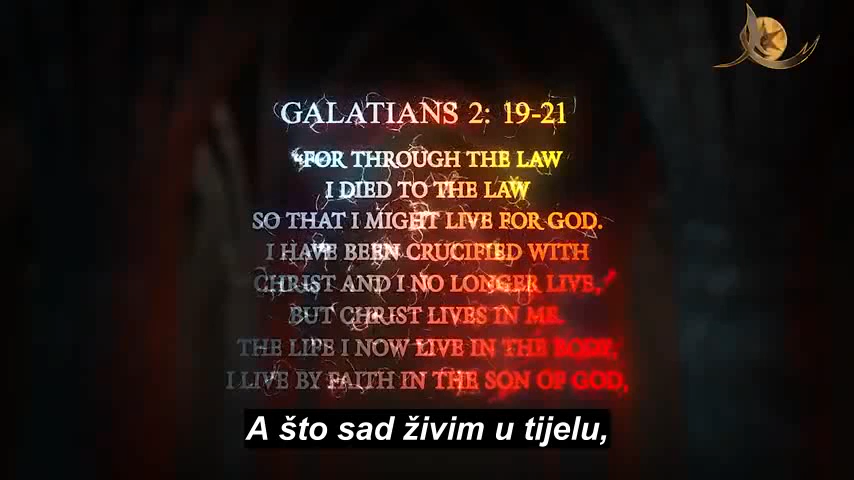 GALATIANS 2: 19-21
“FOR THROUGH THE LAW
I DIED TO THE LAW
SO THAT I MIGHT LIVE FOR GOD.
I HAVE BEEN CRUCIFIED WITH
CHRIST AND I NO LONGER LIVE,
BUT CHRIST LIVES IN ME.
THE LIFE I NOW LIVE IN THE BODY,
I LIVE BY FAITH IN THE SON OF GOD,
A što sad živim u tijelu,